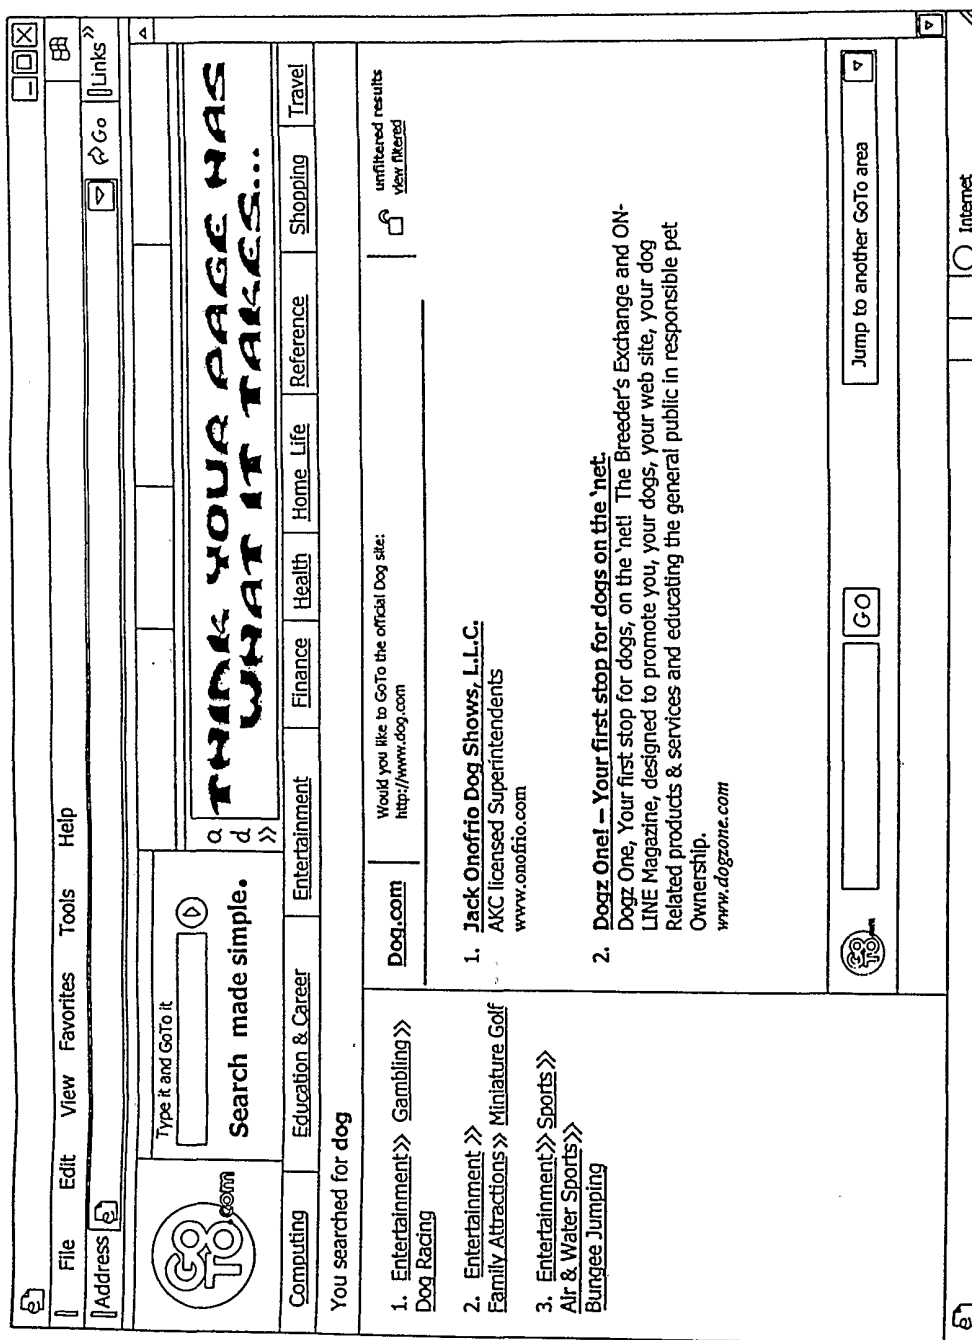 File Edit View Favorites Tools Help
Address Go Links »
GOTO.com
Type it and GoTo it
Search made simple.
ad »
THINK YOUR PAGE HAS
WHAT IT TAKES...
Computing Education & Career Entertainment Finance Health Home Life Reference Shopping Travel
You searched for dog
1. Entertainment>> Gambling>>
Dog Racing
2. Entertainment >>
Family Attractions>> Miniature Golf
3. Entertainment>> Sports>>
Air & Water Sports>>
Bungee Jumping
Dog.com
Would you like to GoTo the official Dog site:
http://www.dog.com
unfiltered results
view filtered
1. Jack Onofrio Dog Shows, L.L.C.
AKC licensed Superintendents
www.onofrio.com
2. Dogz One! – Your first stop for dogs on the 'net.
Dogz One, Your first stop for dogs, on the 'net! The Breeder's Exchange and ON-
LINE Magazine, designed to promote you, your dogs, your web site, your dog
Related products & services and educating the general public in responsible pet
Ownership.
www.dogzone.com
GOTO.com
GO
Jump to another GoTo area
Internet